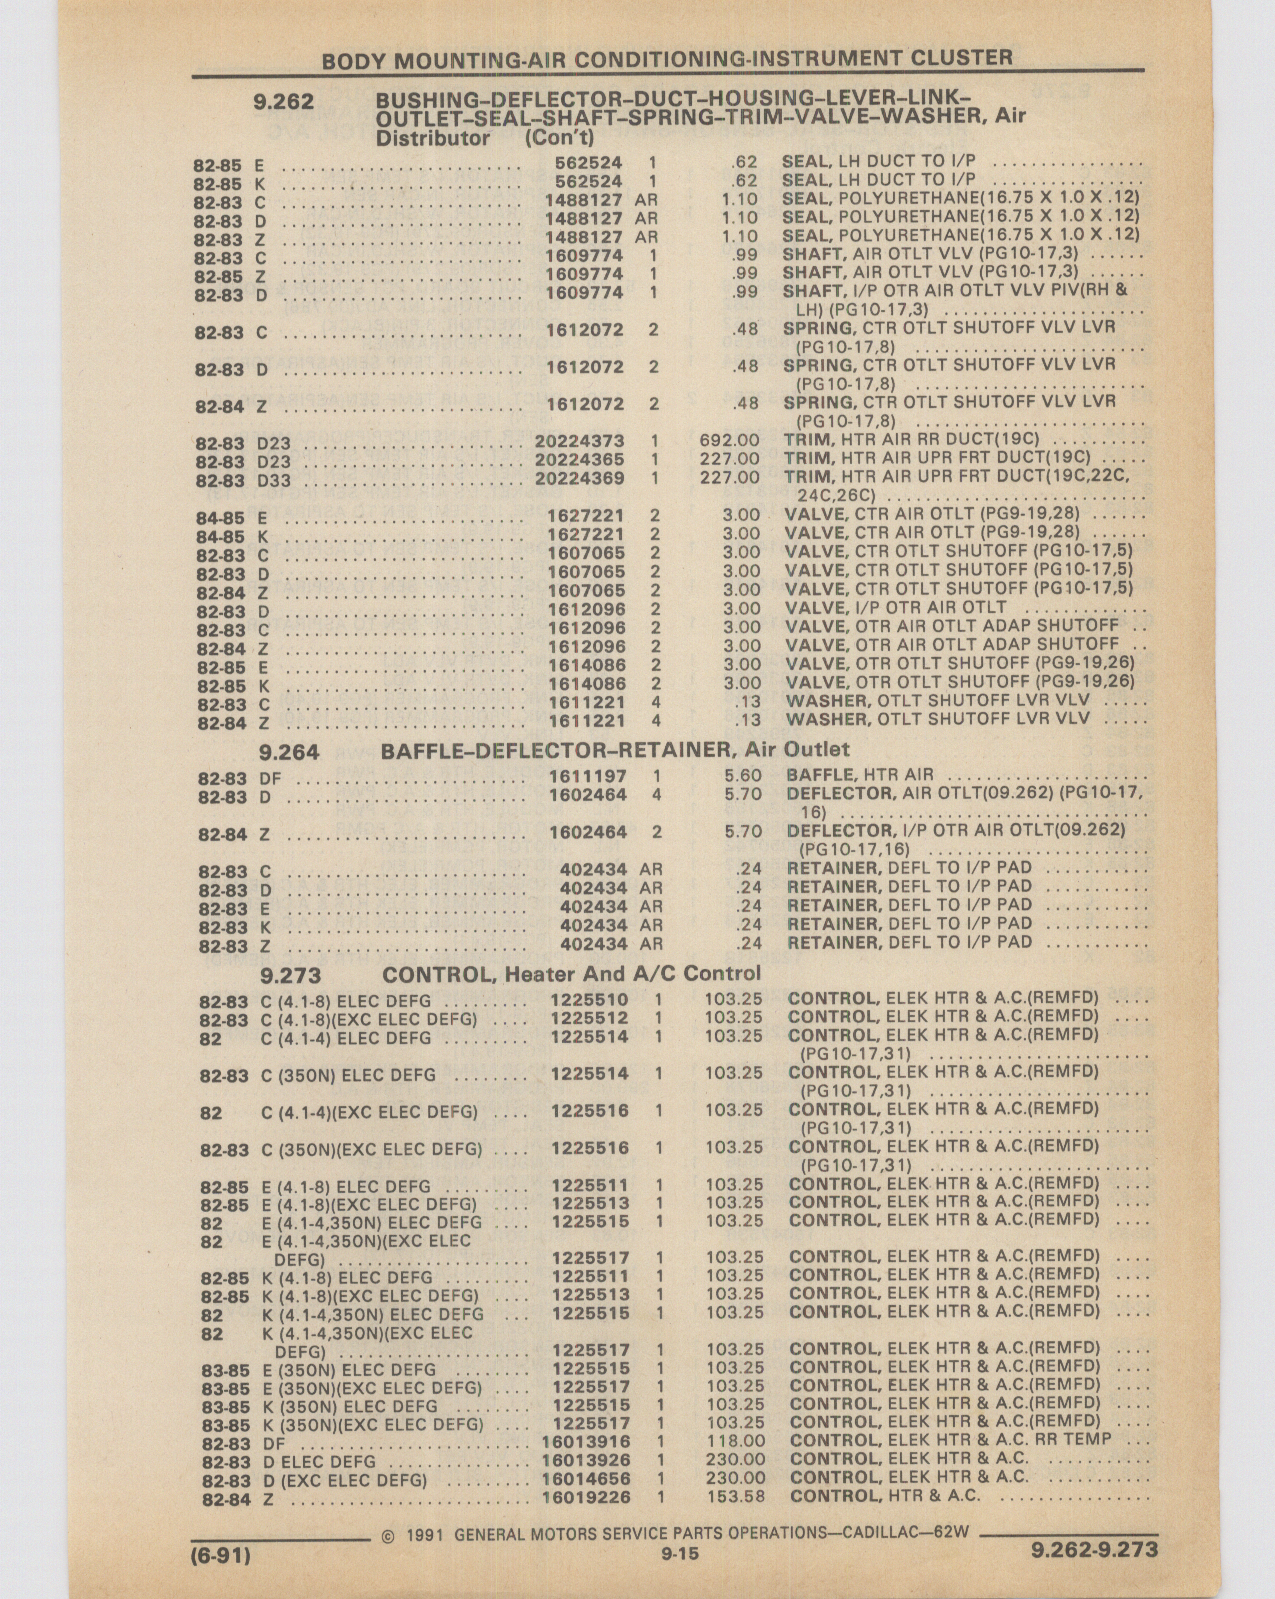 BODY MOUNTING-AIR CONDITIONING-INSTRUMENT CLUSTER
9.262 BUSHING–DEFLECTOR–DUCT–HOUSING–LEVER–LINK–
OUTLET–SEAL–SHAFT–SPRING–TRIM–VALVE–WASHER, Air
Distributor (Con't)
82-85 E .......................... 562524 1 .62 SEAL, LH DUCT TO I/P ................
82-85 K .......................... 562524 1 .62 SEAL, LH DUCT TO I/P ................
82-83 C .......................... 1488127 AR 1.10 SEAL, POLYURETHANE(16.75 X 1.0 X .12)
82-83 D .......................... 1488127 AR 1.10 SEAL, POLYURETHANE(16.75 X 1.0 X .12)
82-83 Z .......................... 1488127 AR 1.10 SEAL, POLYURETHANE(16.75 X 1.0 X .12)
82-83 C .......................... 1609774 1 .99 SHAFT, AIR OTLT VLV (PG10-17,3) ......
82-85 Z .......................... 1609774 1 .99 SHAFT, AIR OTLT VLV (PG10-17,3) ......
82-83 D .......................... 1609774 1 .99 SHAFT, I/P OTR AIR OTLT VLV PIV(RH &
LH) (PG10-17,3) .....................
82-83 C .......................... 1612072 2 .48 SPRING, CTR OTLT SHUTOFF VLV LVR
(PG10-17,8) ........................
82-83 D .......................... 1612072 2 .48 SPRING, CTR OTLT SHUTOFF VLV LVR
(PG10-17,8) ........................
82-84 Z .......................... 1612072 2 .48 SPRING, CTR OTLT SHUTOFF VLV LVR
(PG10-17,8) ........................
82-83 D23 ........................ 20224373 1 692.00 TRIM, HTR AIR RR DUCT(19C) ..........
82-83 D23 ........................ 20224365 1 227.00 TRIM, HTR AIR UPR FRT DUCT(19C) .....
82-83 D33 ........................ 20224369 1 227.00 TRIM, HTR AIR UPR FRT DUCT(19C,22C,
24C,26C) ...........................
84-85 E .......................... 1627221 2 3.00 VALVE, CTR AIR OTLT (PG9-19,28) ......
84-85 K .......................... 1627221 2 3.00 VALVE, CTR AIR OTLT (PG9-19,28) ......
82-83 C .......................... 1607065 2 3.00 VALVE, CTR OTLT SHUTOFF (PG10-17,5)
82-83 D .......................... 1607065 2 3.00 VALVE, CTR OTLT SHUTOFF (PG10-17,5)
82-84 Z .......................... 1607065 2 3.00 VALVE, CTR OTLT SHUTOFF (PG10-17,5)
82-83 D .......................... 1612096 2 3.00 VALVE, I/P OTR AIR OTLT .............
82-83 C .......................... 1612096 2 3.00 VALVE, OTR AIR OTLT ADAP SHUTOFF ..
82-84 Z .......................... 1612096 2 3.00 VALVE, OTR AIR OTLT ADAP SHUTOFF ..
82-85 E .......................... 1614086 2 3.00 VALVE, OTR OTLT SHUTOFF (PG9-19,26)
82-85 K .......................... 1614086 2 3.00 VALVE, OTR OTLT SHUTOFF (PG9-19,26)
82-83 C .......................... 1611221 4 .13 WASHER, OTLT SHUTOFF LVR VLV .....
82-84 Z .......................... 1611221 4 .13 WASHER, OTLT SHUTOFF LVR VLV .....
9.264 BAFFLE–DEFLECTOR–RETAINER, Air Outlet
82-83 DF ......................... 1611197 1 5.60 BAFFLE, HTR AIR .....................
82-83 D .......................... 1602464 4 5.70 DEFLECTOR, AIR OTLT(09.262) (PG10-17,
16) ................................
82-84 Z .......................... 1602464 2 5.70 DEFLECTOR, I/P OTR AIR OTLT(09.262)
(PG10-17,16) .......................
82-83 C .......................... 402434 AR .24 RETAINER, DEFL TO I/P PAD ...........
82-83 D .......................... 402434 AR .24 RETAINER, DEFL TO I/P PAD ...........
82-83 E .......................... 402434 AR .24 RETAINER, DEFL TO I/P PAD ...........
82-83 K .......................... 402434 AR .24 RETAINER, DEFL TO I/P PAD ...........
82-83 Z .......................... 402434 AR .24 RETAINER, DEFL TO I/P PAD ...........
9.273 CONTROL, Heater And A/C Control
82-83 C (4.1-8) ELEC DEFG ......... 1225510 1 103.25 CONTROL, ELEK HTR & A.C.(REMFD) ....
82-83 C (4.1-8)(EXC ELEC DEFG) .... 1225512 1 103.25 CONTROL, ELEK HTR & A.C.(REMFD) ....
82 C (4.1-4) ELEC DEFG ......... 1225514 1 103.25 CONTROL, ELEK HTR & A.C.(REMFD)
(PG10-17,31) .......................
82-83 C (350N) ELEC DEFG ........ 1225514 1 103.25 CONTROL, ELEK HTR & A.C.(REMFD)
(PG10-17,31) .......................
82 C (4.1-4)(EXC ELEC DEFG) .... 1225516 1 103.25 CONTROL, ELEK HTR & A.C.(REMFD)
(PG10-17,31) .......................
82-83 C (350N)(EXC ELEC DEFG) .... 1225516 1 103.25 CONTROL, ELEK HTR & A.C.(REMFD)
(PG10-17,31) .......................
82-85 E (4.1-8) ELEC DEFG ......... 1225511 1 103.25 CONTROL, ELEK HTR & A.C.(REMFD) ....
82-85 E (4.1-8)(EXC ELEC DEFG) .... 1225513 1 103.25 CONTROL, ELEK HTR & A.C.(REMFD) ....
82 E (4.1-4,350N) ELEC DEFG .... 1225515 1 103.25 CONTROL, ELEK HTR & A.C.(REMFD) ....
82 E (4.1-4,350N)(EXC ELEC
DEFG) .................... 1225517 1 103.25 CONTROL, ELEK HTR & A.C.(REMFD) ....
82-85 K (4.1-8) ELEC DEFG ......... 1225511 1 103.25 CONTROL, ELEK HTR & A.C.(REMFD) ....
82-85 K (4.1-8)(EXC ELEC DEFG) .... 1225513 1 103.25 CONTROL, ELEK HTR & A.C.(REMFD) ....
82 K (4.1-4,350N) ELEC DEFG ... 1225515 1 103.25 CONTROL, ELEK HTR & A.C.(REMFD) ....
82 K (4.1-4,350N)(EXC ELEC
DEFG) .................... 1225517 1 103.25 CONTROL, ELEK HTR & A.C.(REMFD) ....
83-85 E (350N) ELEC DEFG ........ 1225515 1 103.25 CONTROL, ELEK HTR & A.C.(REMFD) ....
83-85 E (350N)(EXC ELEC DEFG) .... 1225517 1 103.25 CONTROL, ELEK HTR & A.C.(REMFD) ....
83-85 K (350N) ELEC DEFG ........ 1225515 1 103.25 CONTROL, ELEK HTR & A.C.(REMFD) ....
83-85 K (350N)(EXC ELEC DEFG) .... 1225517 1 103.25 CONTROL, ELEK HTR & A.C.(REMFD) ....
82-83 DF ......................... 16013916 1 118.00 CONTROL, ELEK HTR & A.C. RR TEMP ...
82-83 D ELEC DEFG ............... 16013926 1 230.00 CONTROL, ELEK HTR & A.C. ...........
82-83 D (EXC ELEC DEFG) ......... 16014656 1 230.00 CONTROL, ELEK HTR & A.C. ...........
82-84 Z .......................... 16019226 1 153.58 CONTROL, HTR & A.C. ................
© 1991 GENERAL MOTORS SERVICE PARTS OPERATIONS—CADILLAC—62W
(6-91) 9-15 9.262-9.273